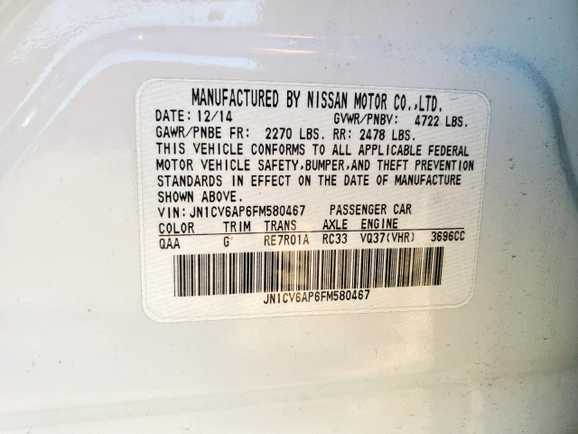 MANUFACTURED BY NISSAN MOTOR CO.,LTD.
DATE: 12/14 GVWR/PNBV: 4722 LBS.
GAWR/PNBE FR: 2270 LBS. RR: 2478 LBS.
THIS VEHICLE CONFORMS TO ALL APPLICABLE FEDERAL
MOTOR VEHICLE SAFETY,BUMPER,AND THEFT PREVENTION
STANDARDS IN EFFECT ON THE DATE OF MANUFACTURE
SHOWN ABOVE.
VIN: JN1CV6AP6FM580467 PASSENGER CAR
COLOR TRIM TRANS AXLE ENGINE
QAA G RE7R01A RC33 VQ37(VHR) 3696CC
JN1CV6AP6FM580467